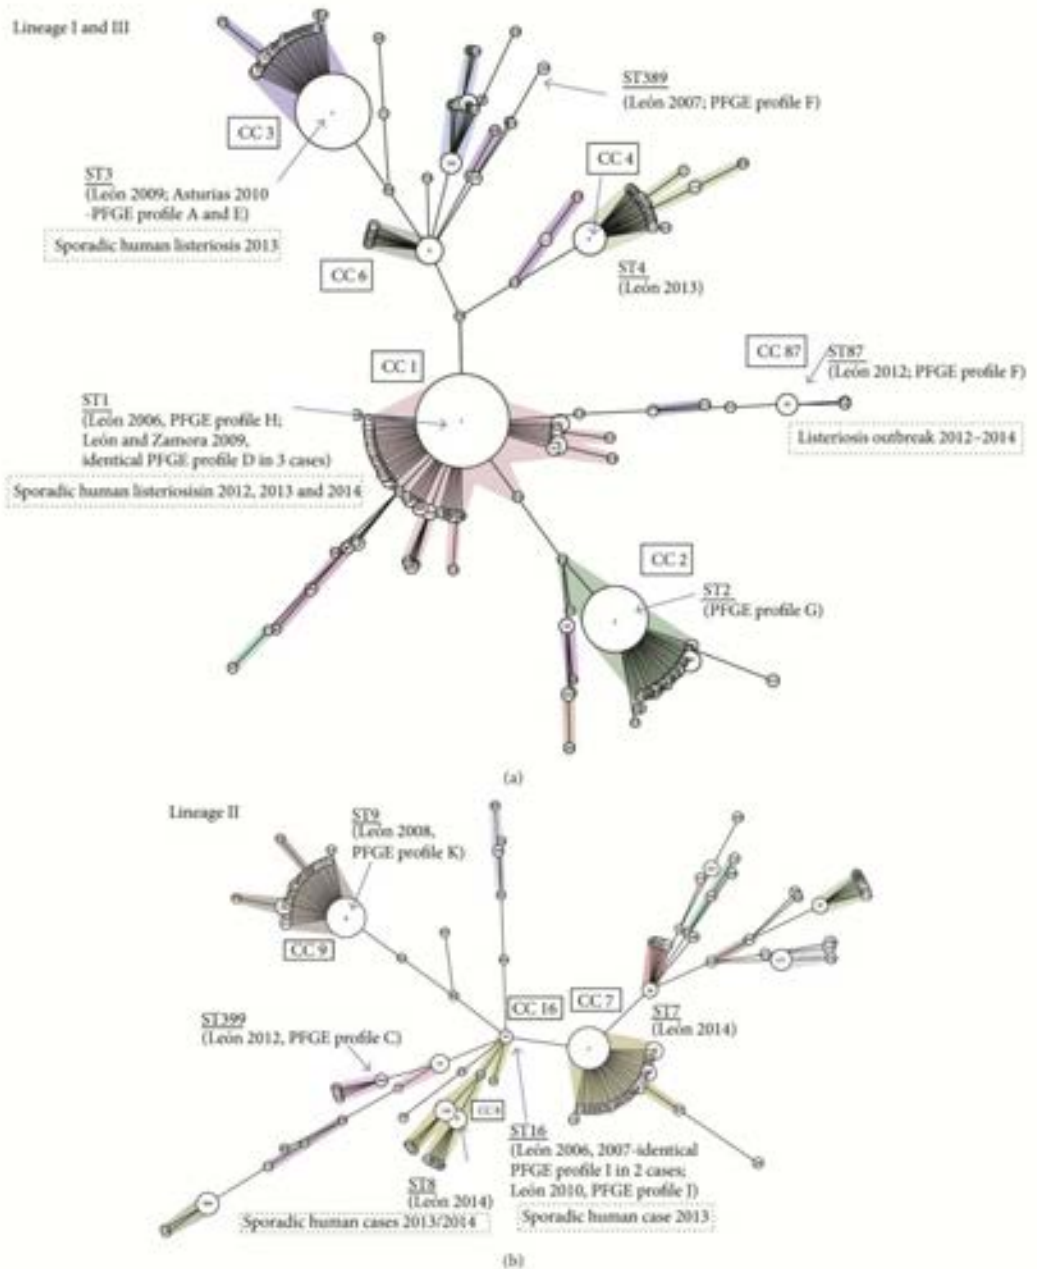 Lineage I and III
ST389
(León 2007; PFGE profile F)
CC 3
CC 4
ST3
(León 2009; Asturias 2010
-PFGE profile A and E)
Sporadic human listeriosis 2013
CC 6
ST4
(León 2013)
CC 1
CC 87
ST87
(León 2012; PFGE profile F)
ST1
(León 2006, PFGE profile H;
León and Zamora 2009,
identical PFGE profile D in 3 cases)
Listeriosis outbreak 2012–2014
Sporadic human listeriosisin 2012, 2013 and 2014
CC 2
ST2
(PFGE profile G)
(a)
Lineage II
ST9
(León 2008,
PFGE profile K)
CC 9
CC 16
CC 7
ST7
(León 2014)
ST399
(León 2012, PFGE profile C)
ST16
(León 2006, 2007-identical
PFGE profile I in 2 cases;
León 2010, PFGE profile J)
ST8
(León 2014)
Sporadic human cases 2013/2014
Sporadic human case 2013
(b)